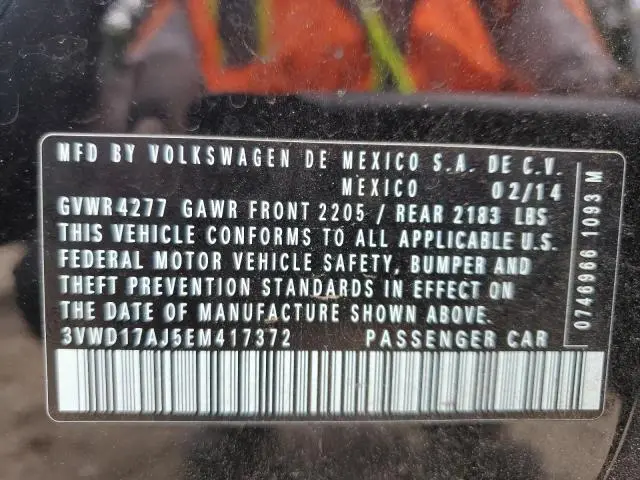 MFD BY VOLKSWAGEN DE MEXICO S.A. DE C.V.
MEXICO 02/14
GVWR4277 GAWR FRONT 2205 / REAR 2183 LBS
THIS VEHICLE CONFORMS TO ALL APPLICABLE U.S.
FEDERAL MOTOR VEHICLE SAFETY, BUMPER AND
THEFT PREVENTION STANDARDS IN EFFECT ON
THE DATE OF MANUFACTURE SHOWN ABOVE.
3VWD17AJ5EM417372 PASSENGER CAR
0746966 1093 M